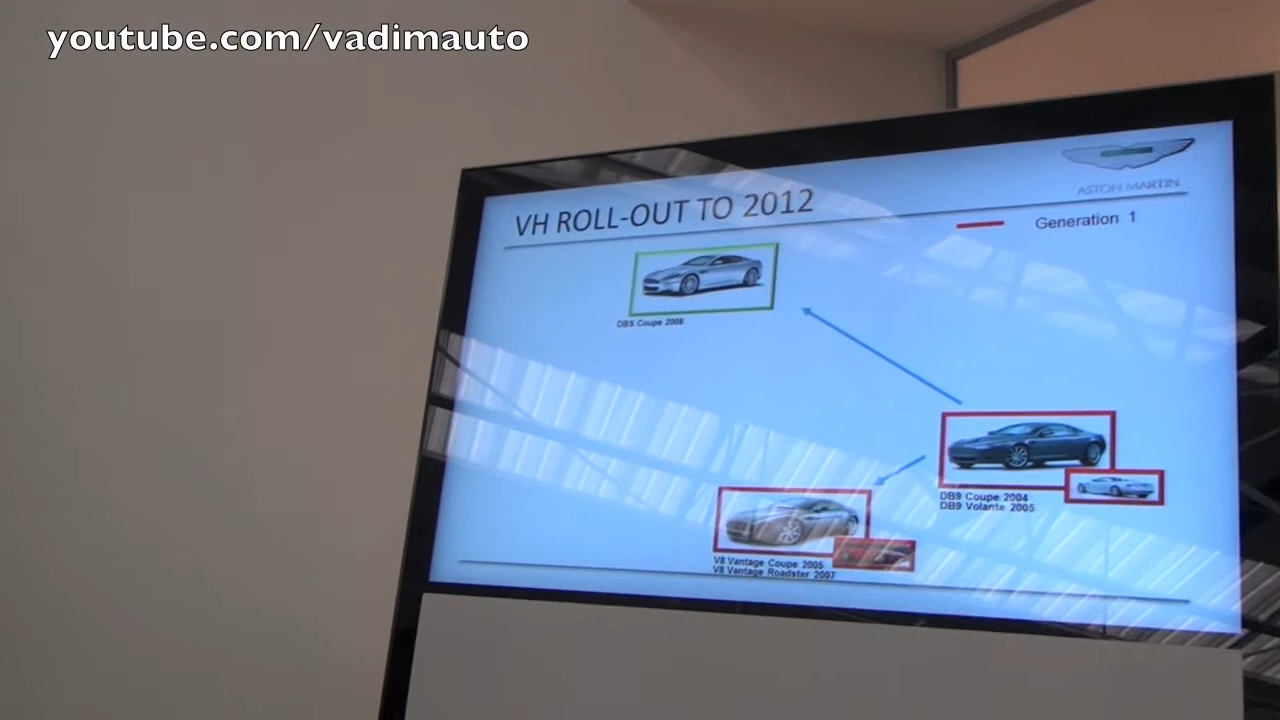 youtube.com/vadimauto
ASTON MARTIN
VH ROLL-OUT TO 2012
Generation 1
DBS Coupe 2008
DB9 Coupe 2004
DB9 Volante 2005
V8 Vantage Coupe 2005
V8 Vantage Roadster 2007